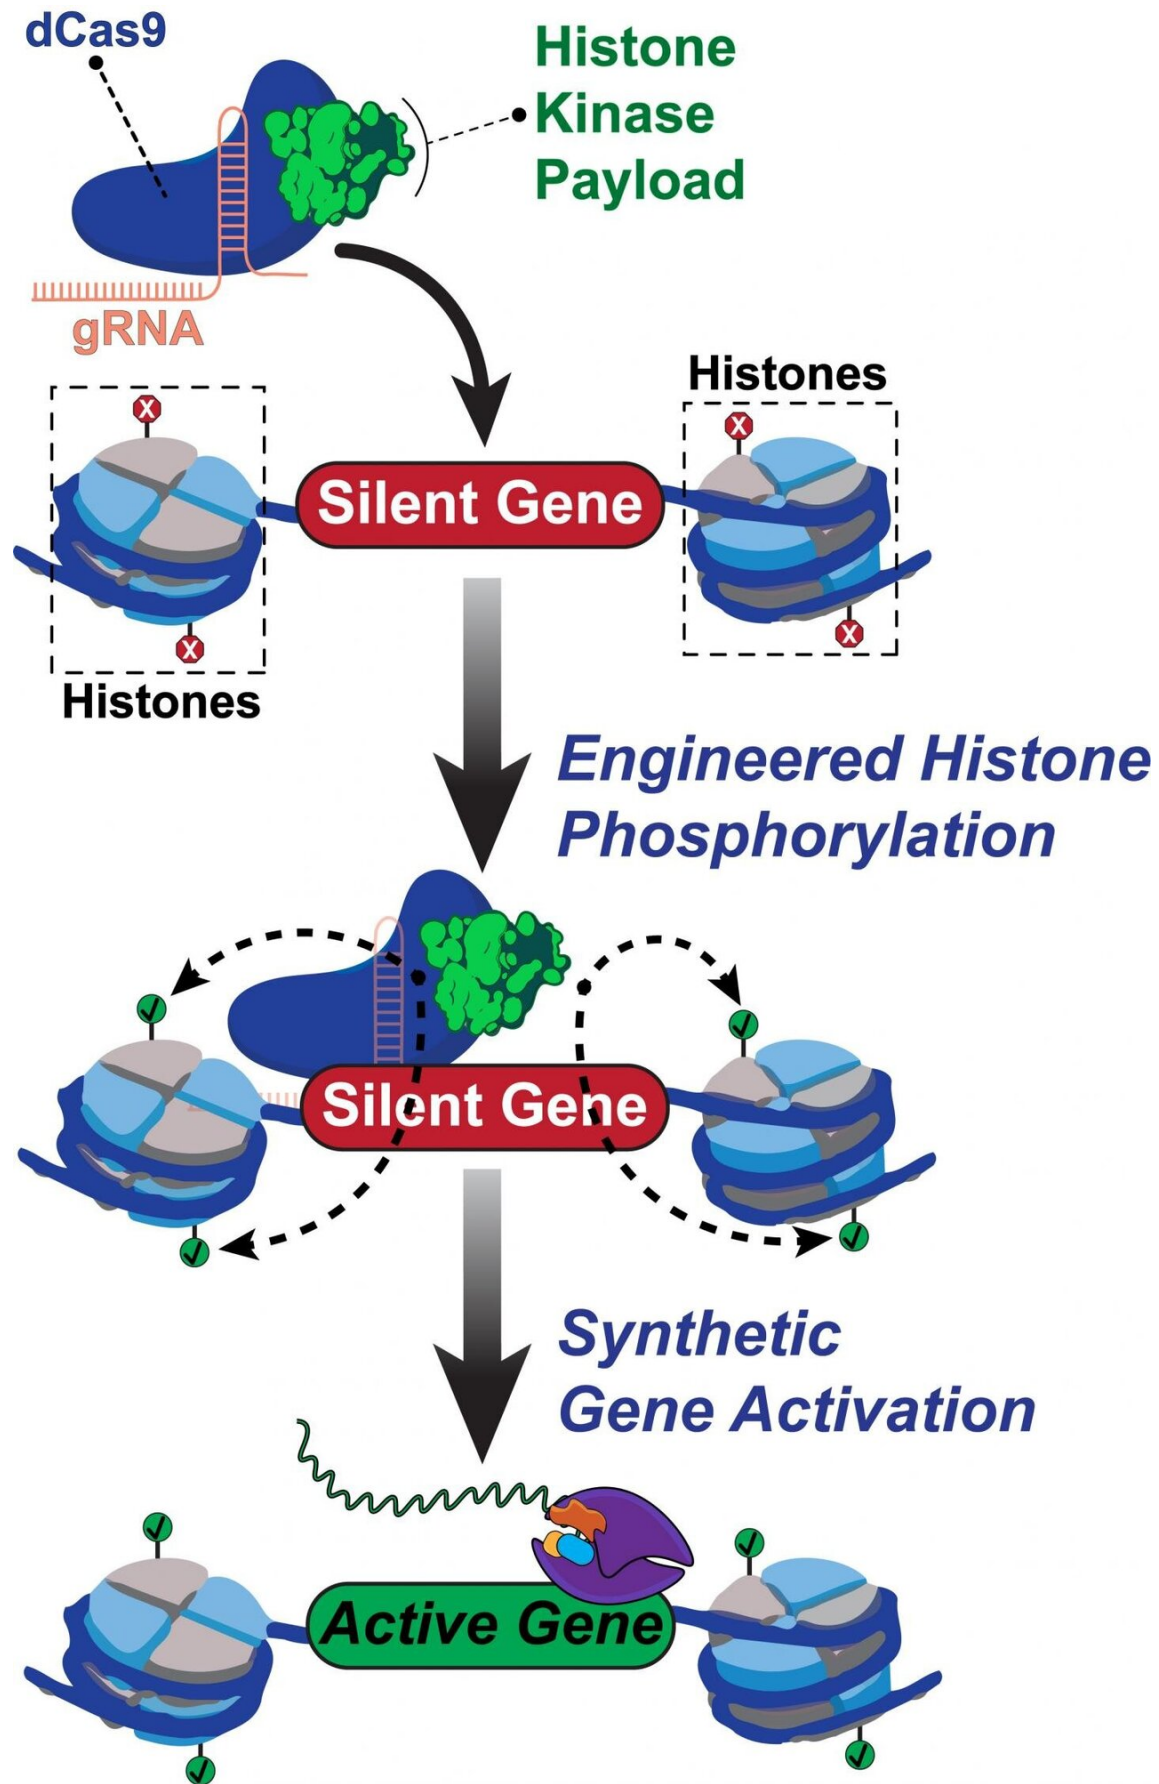 dCas9
Histone
Kinase
Payload
gRNA
Histones
X
X
Silent Gene
X
X
Histones
Engineered Histone
Phosphorylation
Silent Gene
Synthetic
Gene Activation
Active Gene